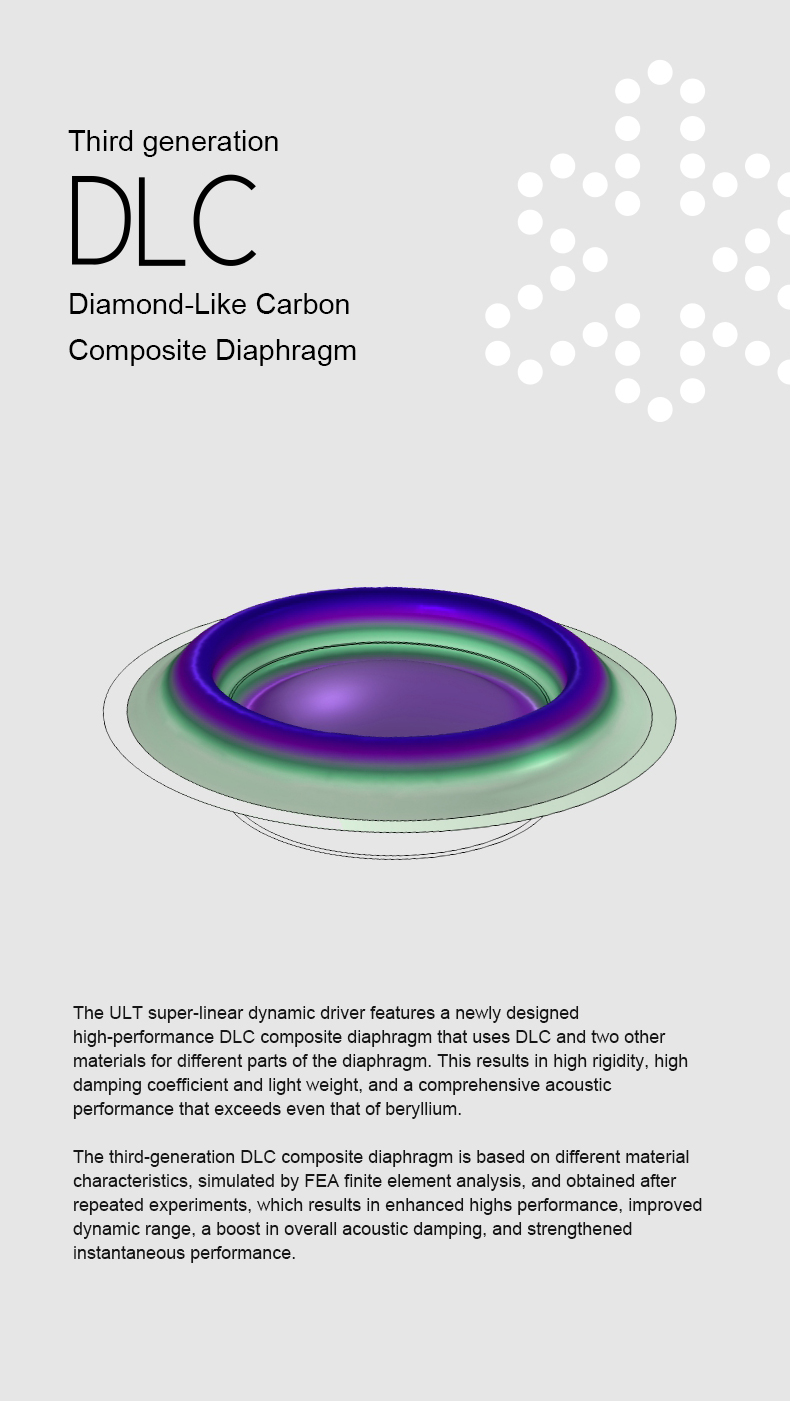 Third generation
DLC
Diamond-Like Carbon
Composite Diaphragm
The ULT super-linear dynamic driver features a newly designed
high-performance DLC composite diaphragm that uses DLC and two other
materials for different parts of the diaphragm. This results in high rigidity, high
damping coefficient and light weight, and a comprehensive acoustic
performance that exceeds even that of beryllium.
The third-generation DLC composite diaphragm is based on different material
characteristics, simulated by FEA finite element analysis, and obtained after
repeated experiments, which results in enhanced highs performance, improved
dynamic range, a boost in overall acoustic damping, and strengthened
instantaneous performance.